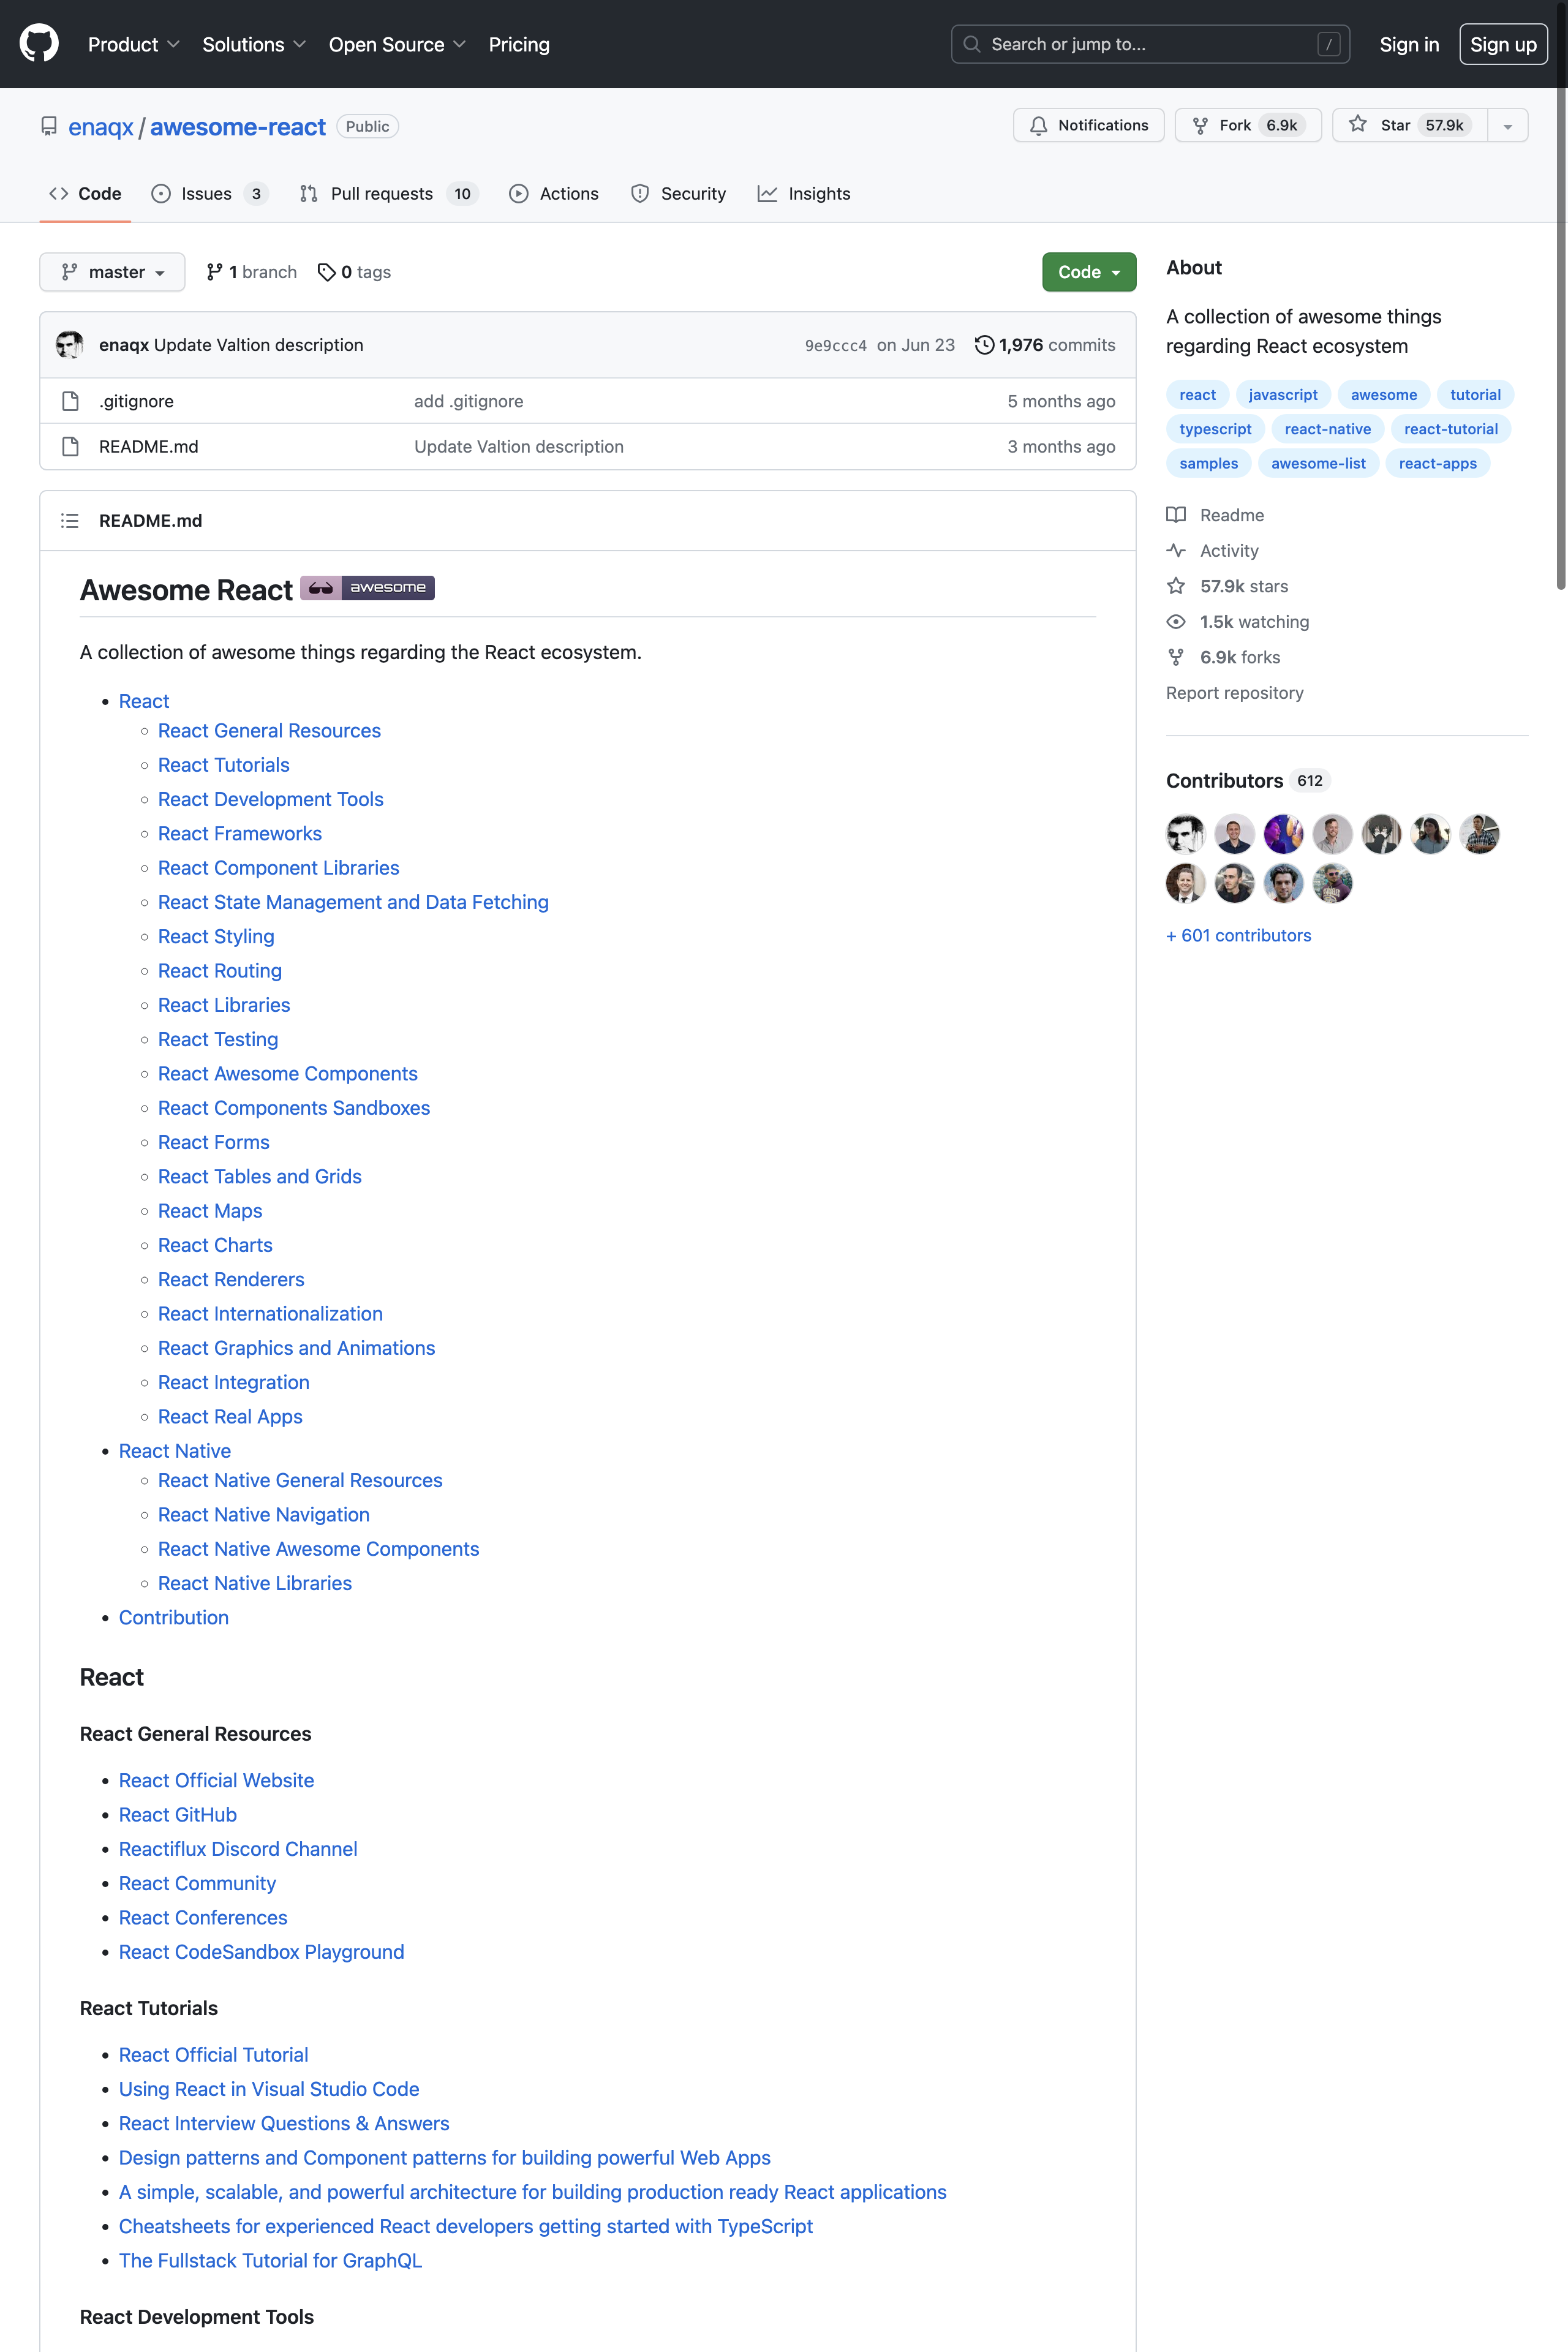 Product Solutions Open Source Pricing Search or jump to... / Sign in Sign up
enaqx / awesome-react Public Notifications Fork 6.9k Star 57.9k
Code Issues 3 Pull requests 10 Actions Security Insights
master 1 branch 0 tags Code
enaqx Update Valtion description 9e9ccc4 on Jun 23 1,976 commits
.gitignore add .gitignore 5 months ago
README.md Update Valtion description 3 months ago
README.md
Awesome React awesome
A collection of awesome things regarding the React ecosystem.
React
React General Resources
React Tutorials
React Development Tools
React Frameworks
React Component Libraries
React State Management and Data Fetching
React Styling
React Routing
React Libraries
React Testing
React Awesome Components
React Components Sandboxes
React Forms
React Tables and Grids
React Maps
React Charts
React Renderers
React Internationalization
React Graphics and Animations
React Integration
React Real Apps
React Native
React Native General Resources
React Native Navigation
React Native Awesome Components
React Native Libraries
Contribution
React
React General Resources
React Official Website
React GitHub
Reactiflux Discord Channel
React Community
React Conferences
React CodeSandbox Playground
React Tutorials
React Official Tutorial
Using React in Visual Studio Code
React Interview Questions & Answers
Design patterns and Component patterns for building powerful Web Apps
A simple, scalable, and powerful architecture for building production ready React applications
Cheatsheets for experienced React developers getting started with TypeScript
The Fullstack Tutorial for GraphQL
React Development Tools
About
A collection of awesome things
regarding React ecosystem
react javascript awesome tutorial
typescript react-native react-tutorial
samples awesome-list react-apps
Readme
Activity
57.9k stars
1.5k watching
6.9k forks
Report repository
Contributors 612
+ 601 contributors